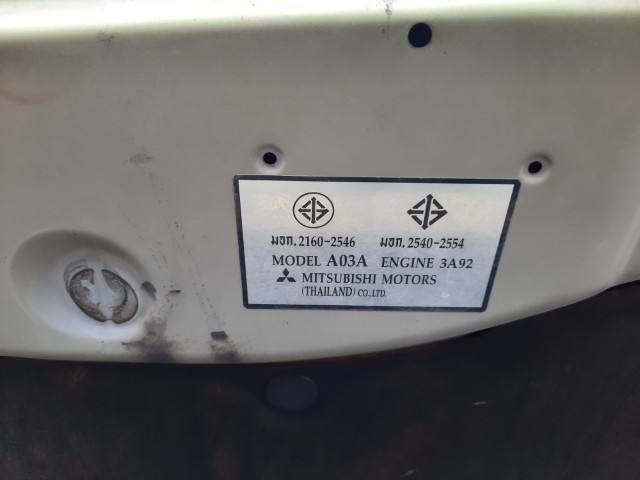 มอก.2160-2546 มอก.2540-2554
MODEL A03A ENGINE 3A92
MITSUBISHI MOTORS
(THAILAND) CO.,LTD.